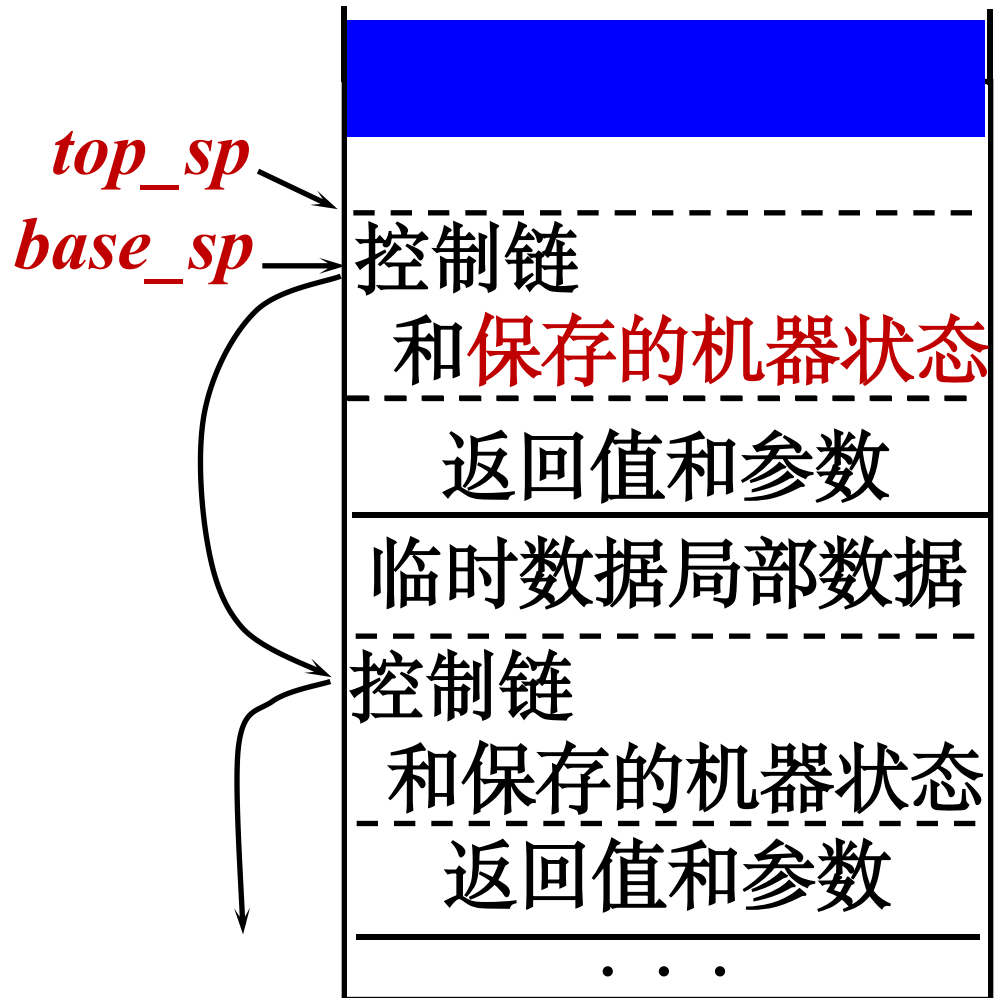 top_sp
base_sp
控制链
和保存的机器状态
返回值和参数
临时数据局部数据
控制链
和保存的机器状态
返回值和参数
. . .